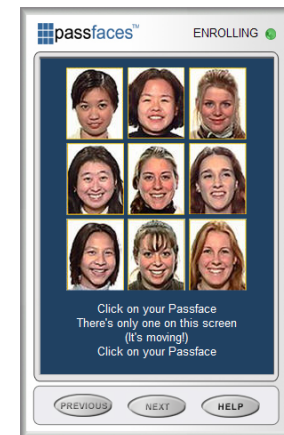 passfaces™
ENROLLING
Click on your Passface
There's only one on this screen
(It's moving!)
Click on your Passface
PREVIOUS
NEXT
HELP